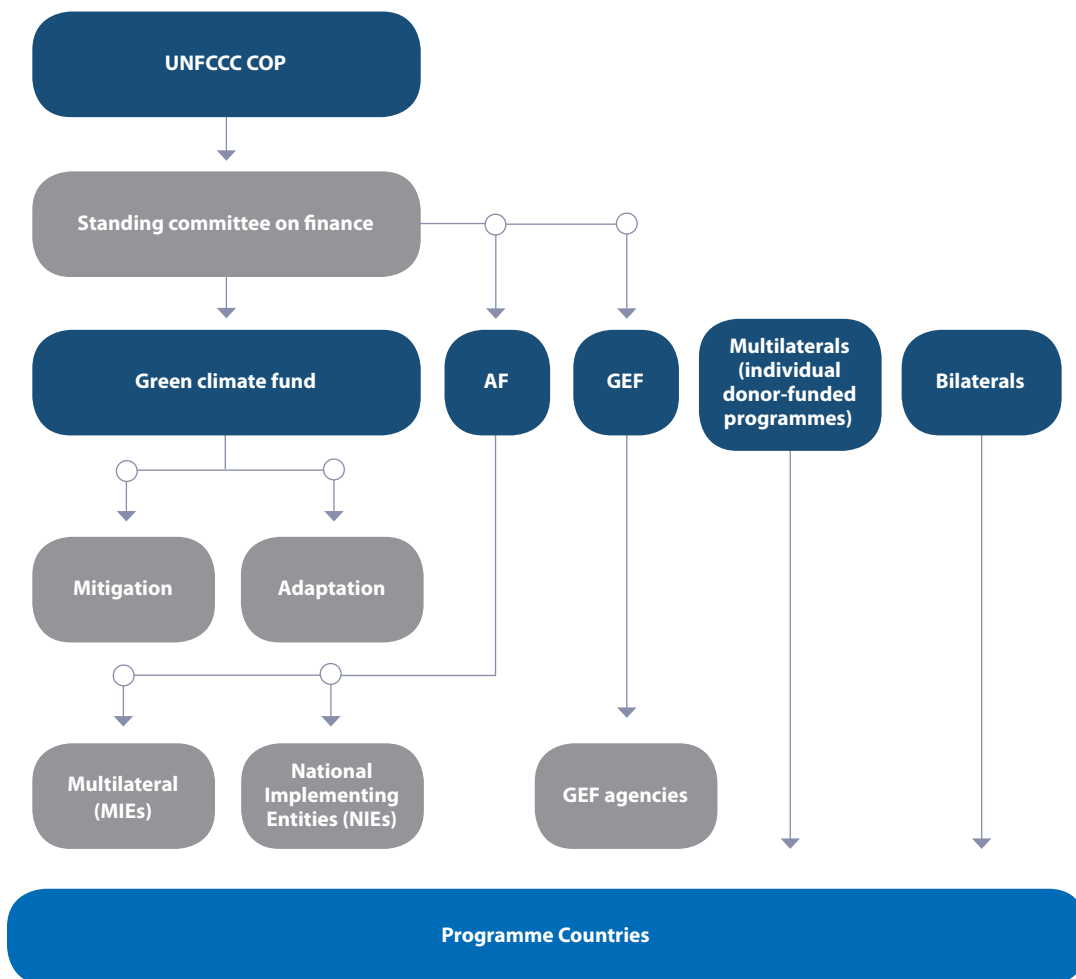 UNFCCC COP
Standing committee on finance
Green climate fund
AF
GEF
Multilaterals
(individual
donor-funded
programmes)
Bilaterals
Mitigation
Adaptation
Multilateral
(MIEs)
National
Implementing
Entities (NIEs)
GEF agencies
Programme Countries